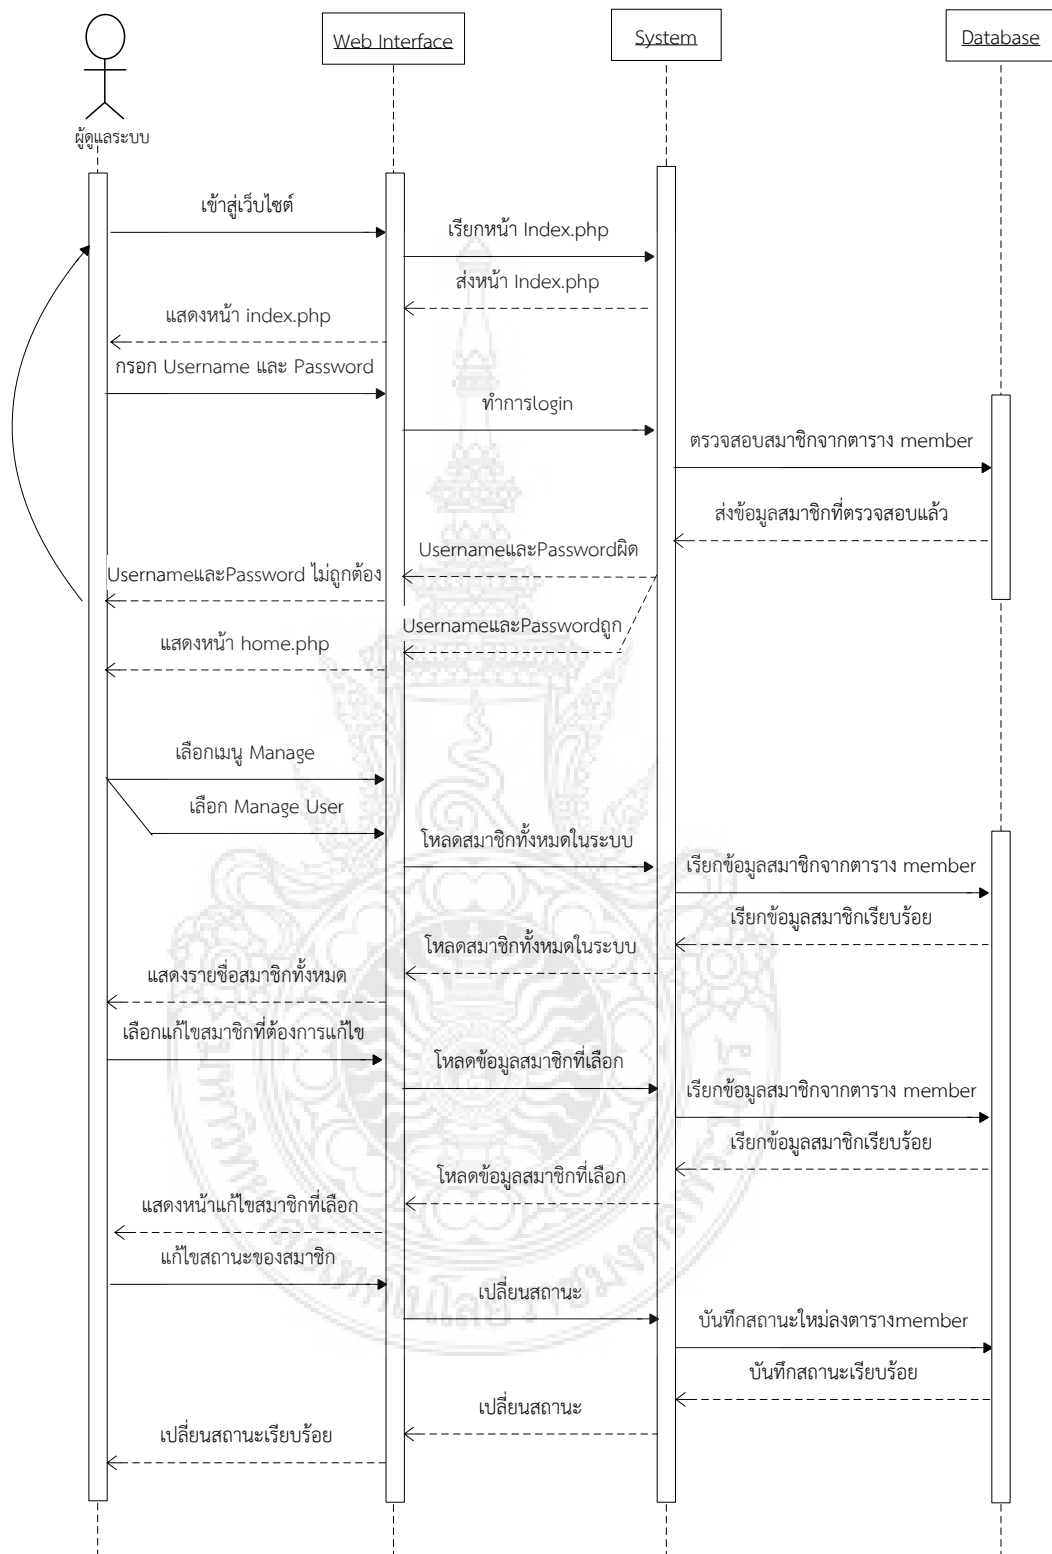 Web Interface
System
Database
ผู้ดูแลระบบ
เข้าสู่เว็บไซต์
เรียกหน้า Index.php
ส่งหน้า Index.php
แสดงหน้า index.php
กรอก Username และ Password
ทำการlogin
ตรวจสอบสมาชิกจากตาราง member
ส่งข้อมูลสมาชิกที่ตรวจสอบแล้ว
UsernameและPasswordผิด
UsernameและPassword ไม่ถูกต้อง
UsernameและPasswordถูก
แสดงหน้า home.php
เลือกเมนู Manage
เลือก Manage User
โหลดสมาชิกทั้งหมดในระบบ
เรียกข้อมูลสมาชิกจากตาราง member
เรียกข้อมูลสมาชิกเรียบร้อย
โหลดสมาชิกทั้งหมดในระบบ
แสดงรายชื่อสมาชิกทั้งหมด
เลือกแก้ไขสมาชิกที่ต้องการแก้ไข
โหลดข้อมูลสมาชิกที่เลือก
เรียกข้อมูลสมาชิกจากตาราง member
เรียกข้อมูลสมาชิกเรียบร้อย
โหลดข้อมูลสมาชิกที่เลือก
แสดงหน้าแก้ไขสมาชิกที่เลือก
แก้ไขสถานะของสมาชิก
เปลี่ยนสถานะ
บันทึกสถานะใหม่ลงตารางmember
บันทึกสถานะเรียบร้อย
เปลี่ยนสถานะ
เปลี่ยนสถานะเรียบร้อย